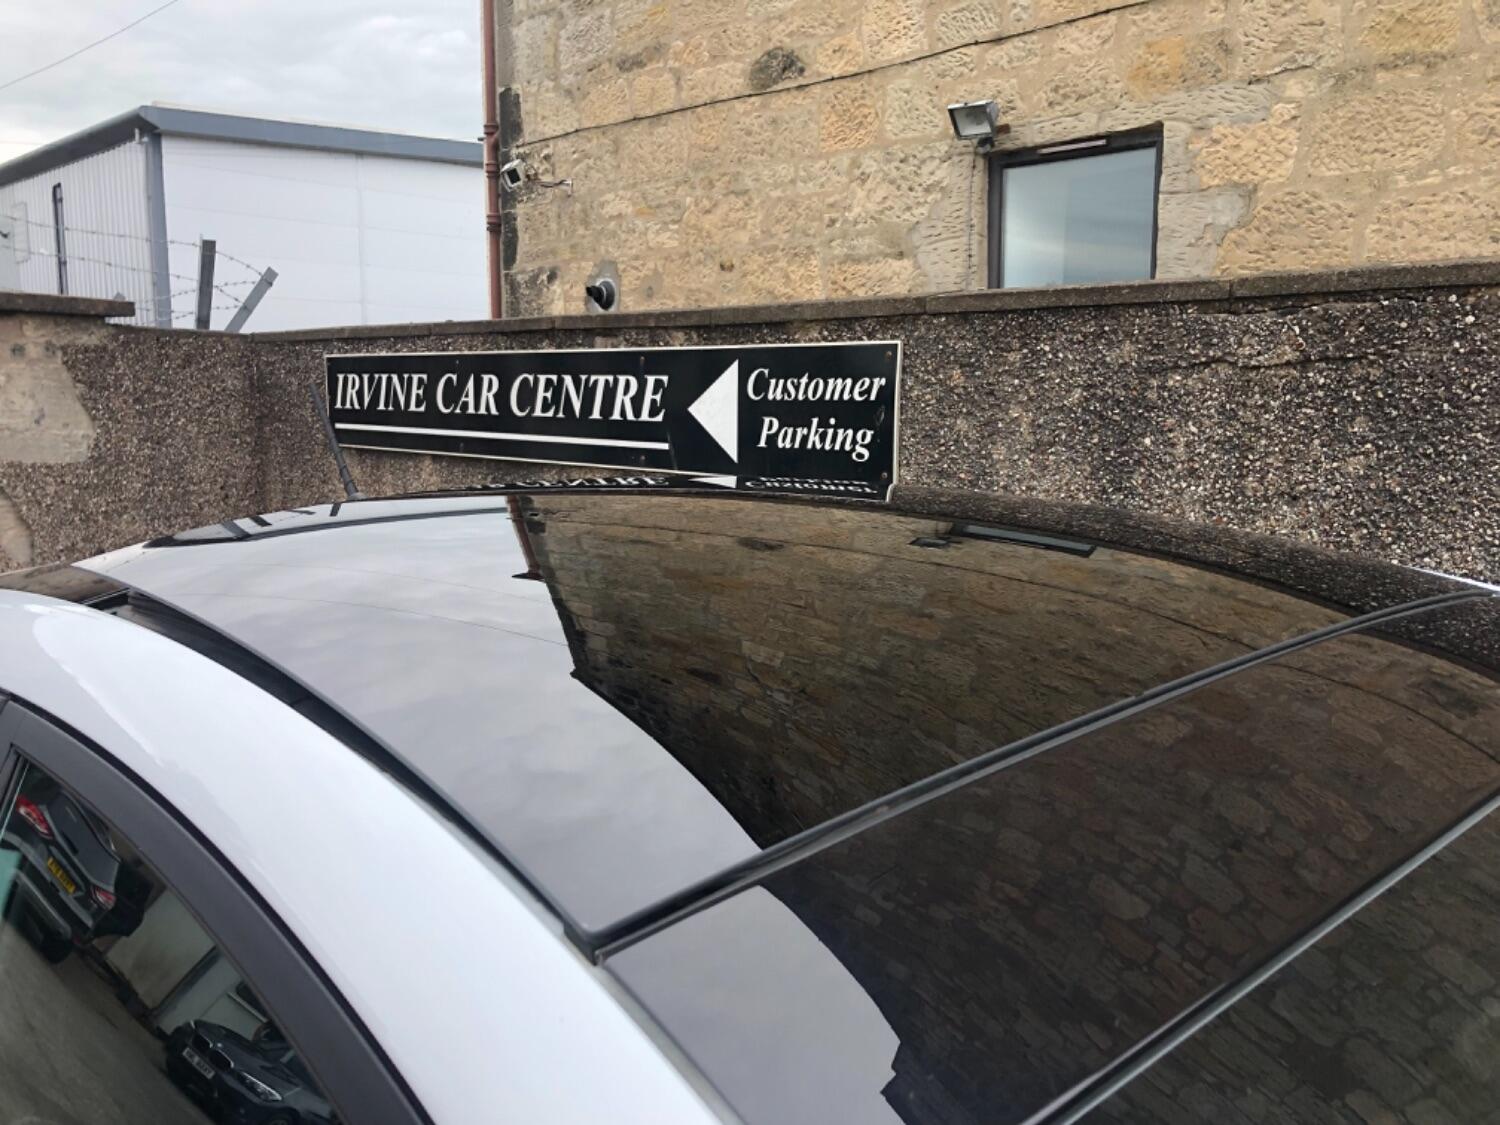 IRVINE CAR CENTRE
Customer
Parking